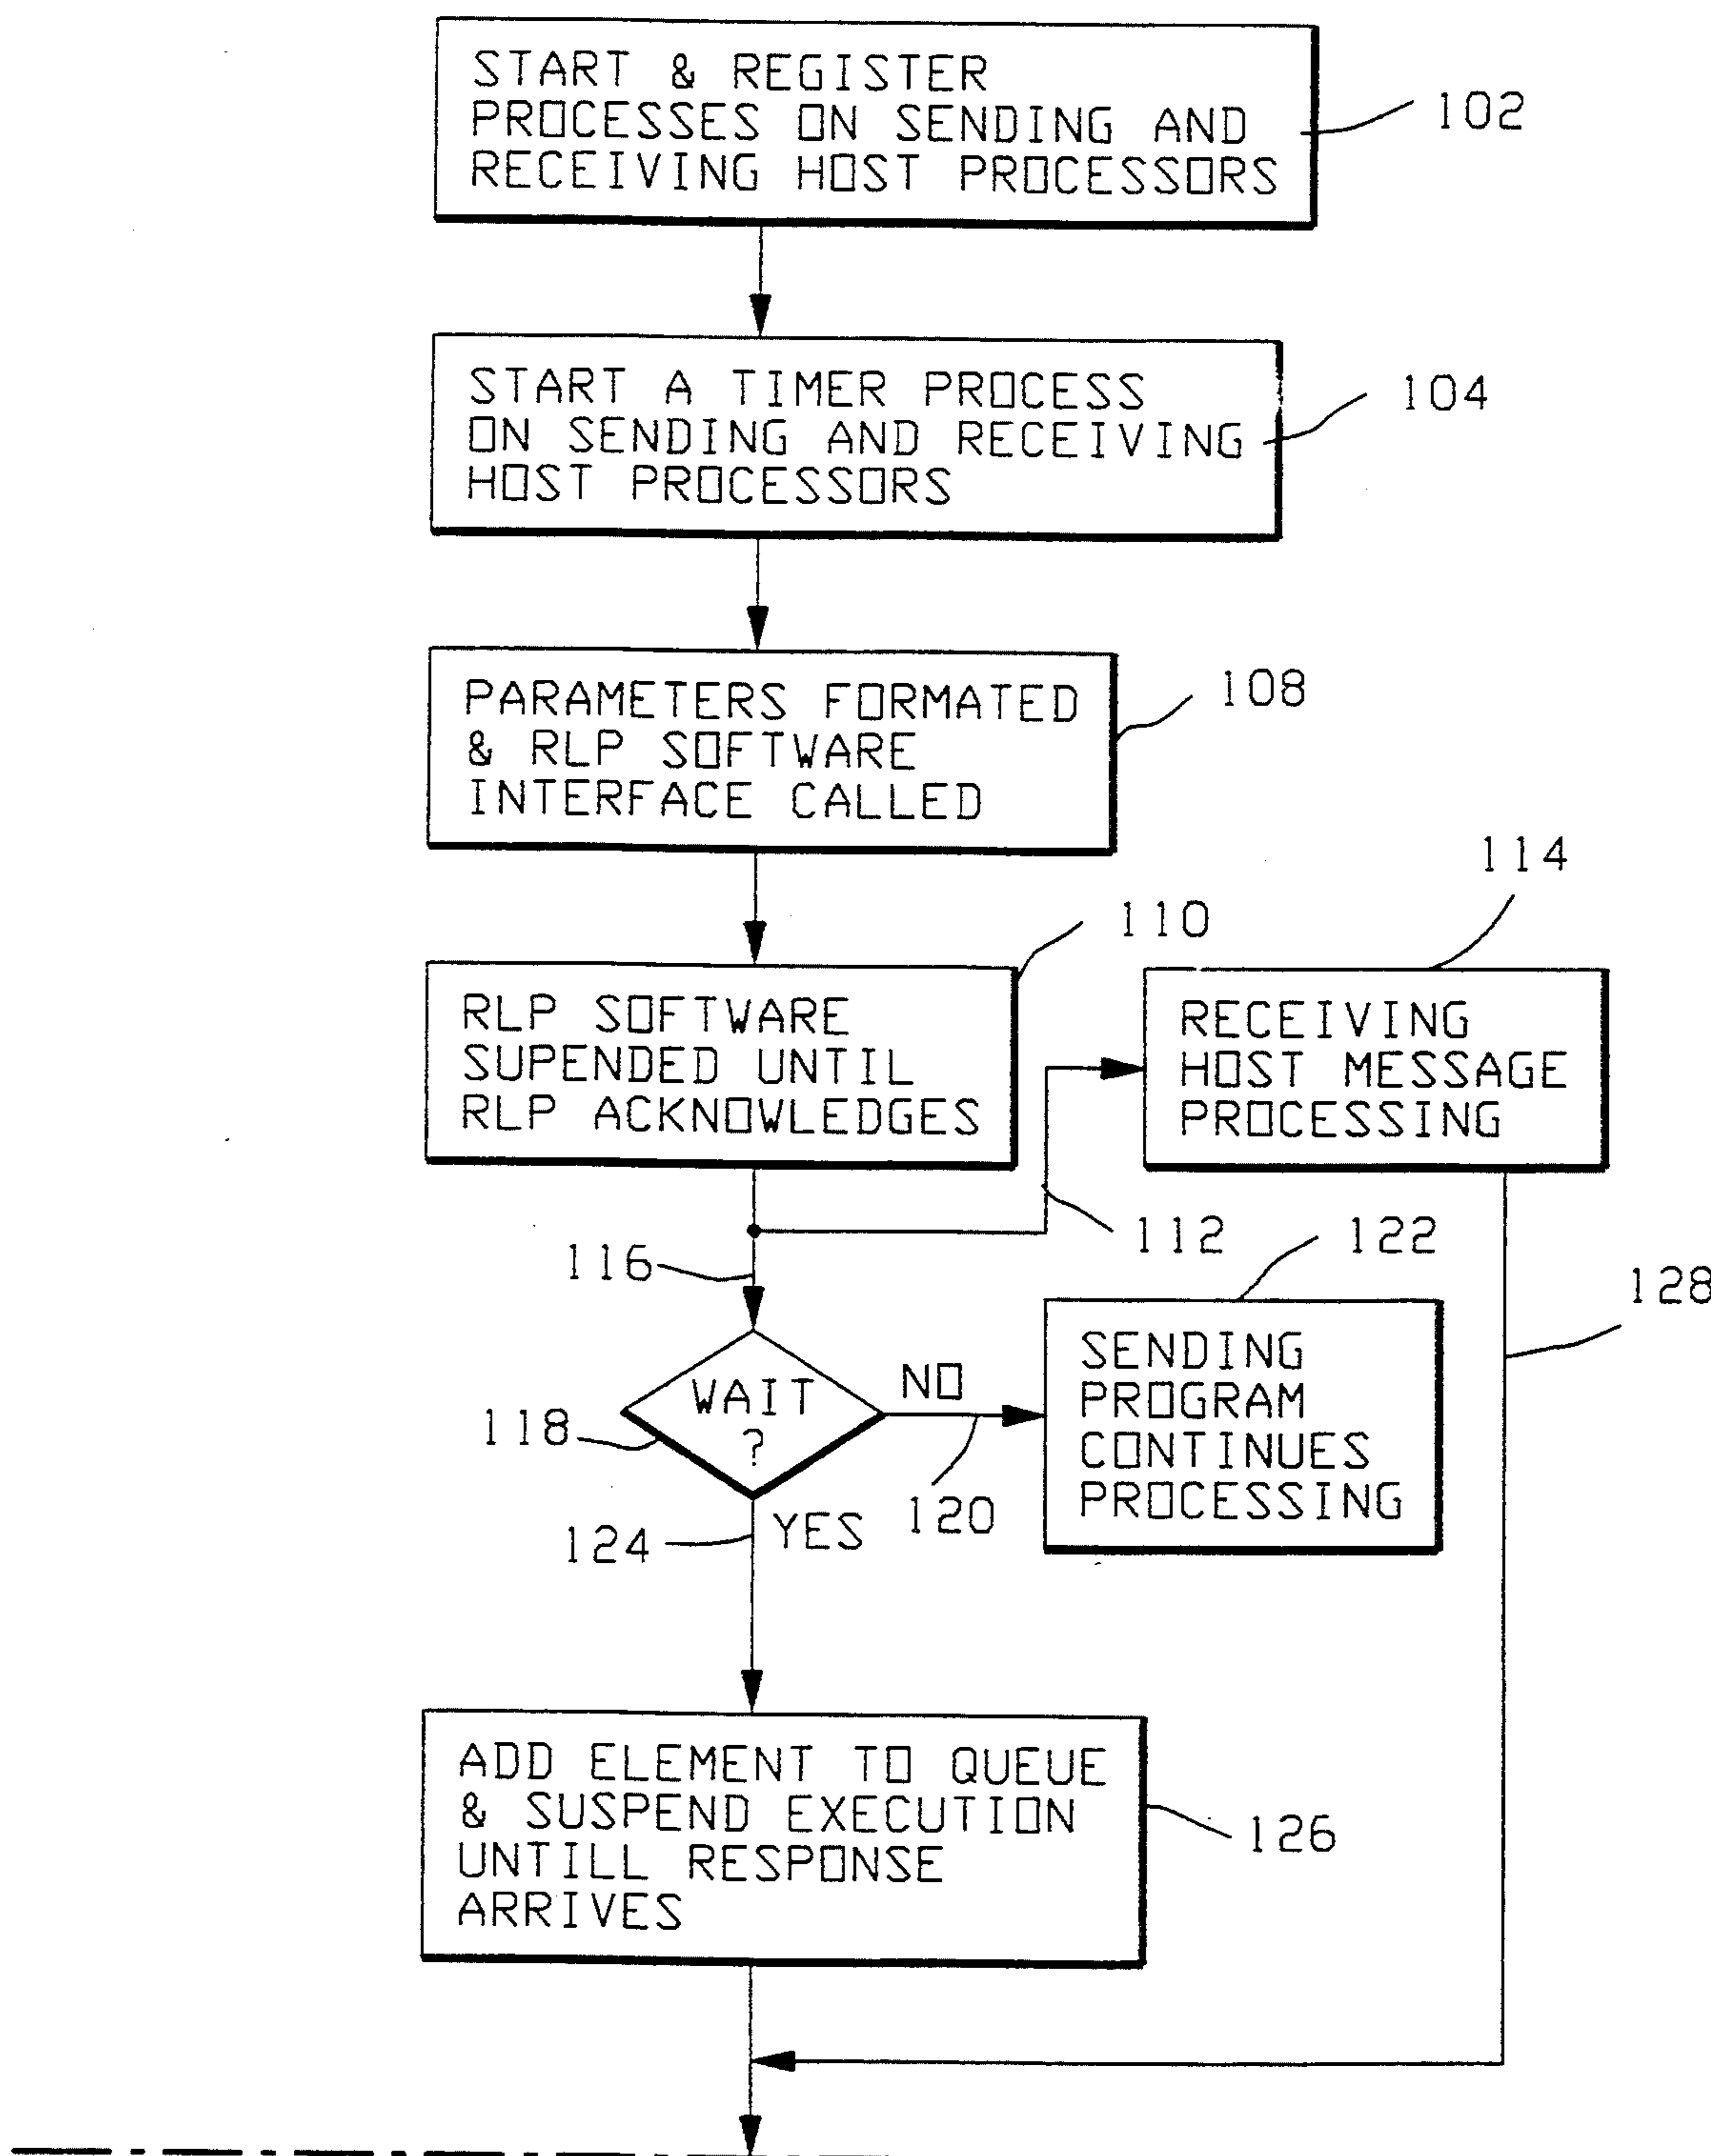 START & REGISTER
PROCESSES ON SENDING AND
RECEIVING HOST PROCESSORS
102
START A TIMER PROCESS
ON SENDING AND RECEIVING
HOST PROCESSORS
104
PARAMETERS FORMATED
& RLP SOFTWARE
INTERFACE CALLED
108
RLP SOFTWARE
SUPENDED UNTIL
RLP ACKNOWLEDGES
110
114
RECEIVING
HOST MESSAGE
PROCESSING
112
116
122
128
WAIT
?
118
NO
120
SENDING
PROGRAM
CONTINUES
PROCESSING
YES
124
ADD ELEMENT TO QUEUE
& SUSPEND EXECUTION
UNTILL RESPONSE
ARRIVES
126